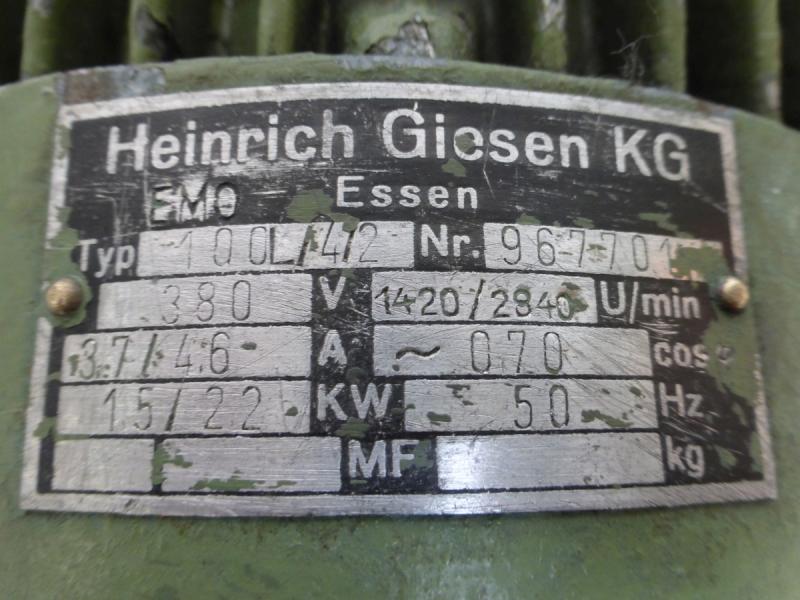 Heinrich Giesen KG
EMO Essen
Typ 100L/4/2 Nr. 967701
380 V 1420/2840 U/min
3.7/4.6 A ~ 0.70 cos
1.5/2.2 KW 50 Hz
MF kg